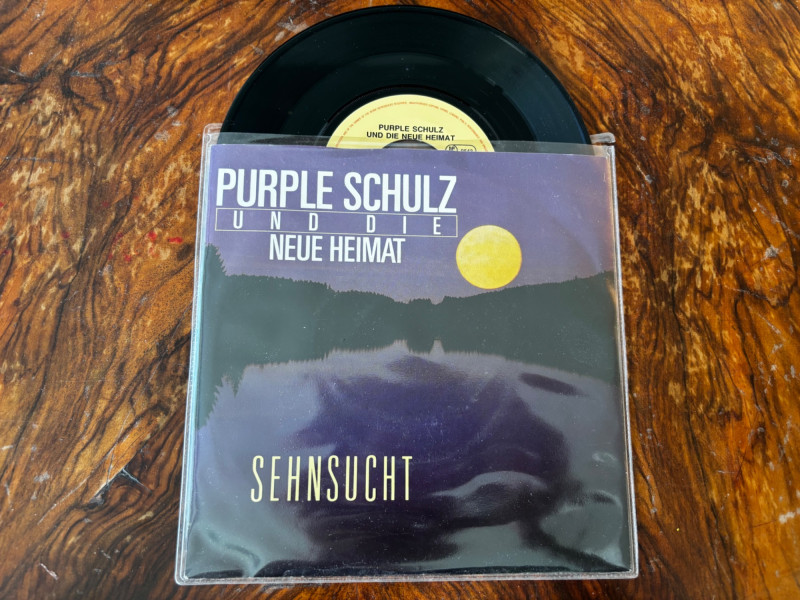 PURPLE SCHULZ
UND DIE NEUE HEIMAT
PURPLE SCHULZ
UND DIE
NEUE HEIMAT
SEHNSUCHT